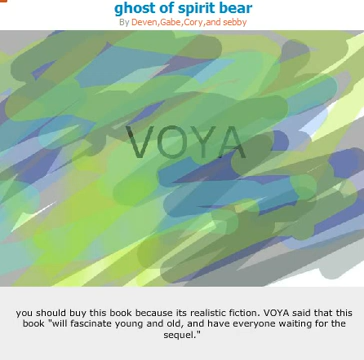 ghost of spirit bear
By Deven,Gabe,Cory,and sebby
VOYA
you should buy this book because its realistic fiction. VOYA said that this
book "will fascinate young and old, and have everyone waiting for the
sequel."